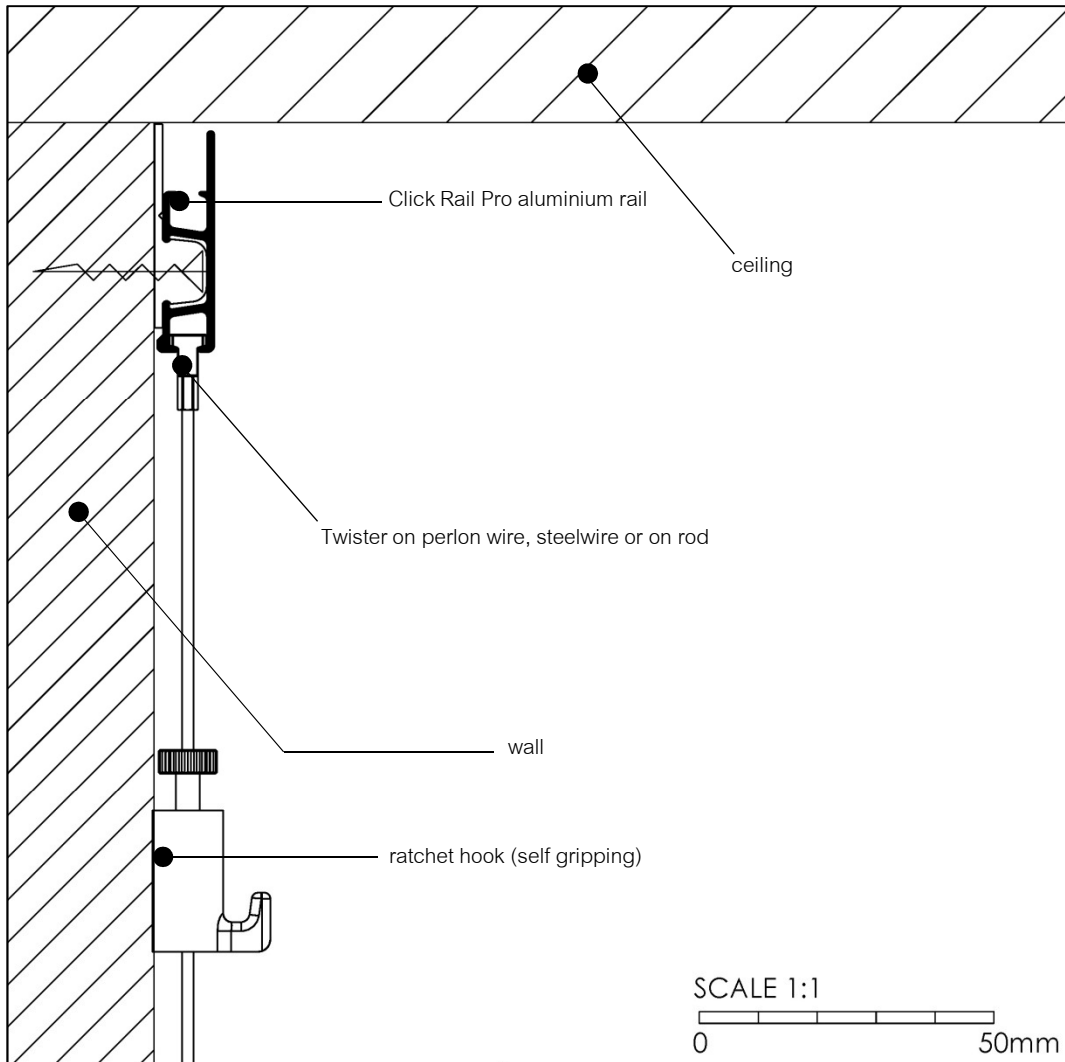 Click Rail Pro aluminium rail
ceiling
Twister on perlon wire, steelwire or on rod
wall
ratchet hook (self gripping)
SCALE 1:1
0 50mm